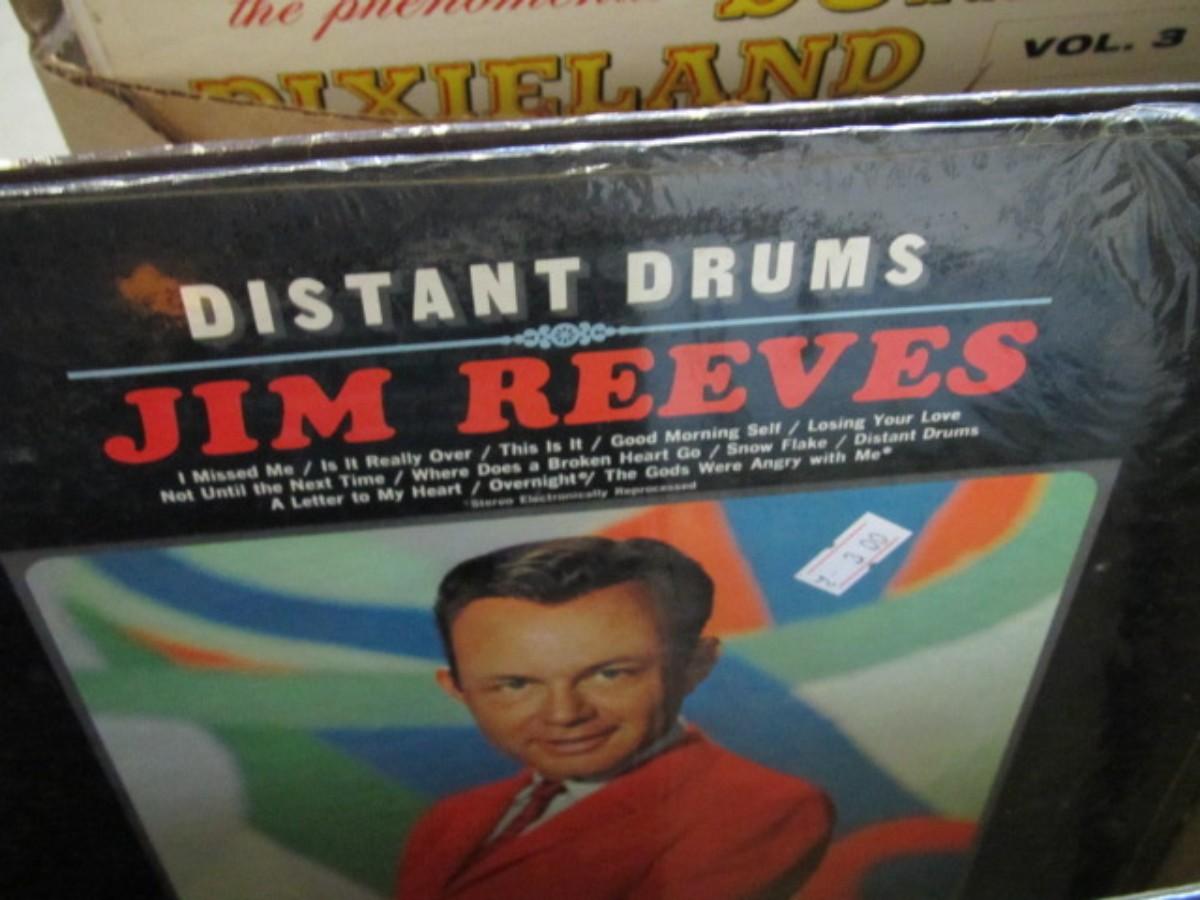 the phenomenal
DIXIELAND
VOL. 3
DISTANT DRUMS
JIM REEVES
I Missed Me / Is It Really Over / This Is It / Good Morning Self / Losing Your Love
Not Until the Next Time / Where Does a Broken Heart Go / Snow Flake / Distant Drums
A Letter to My Heart / Overnight* / The Gods Were Angry with Me*
*Stereo Electronically Reprocessed
3.00